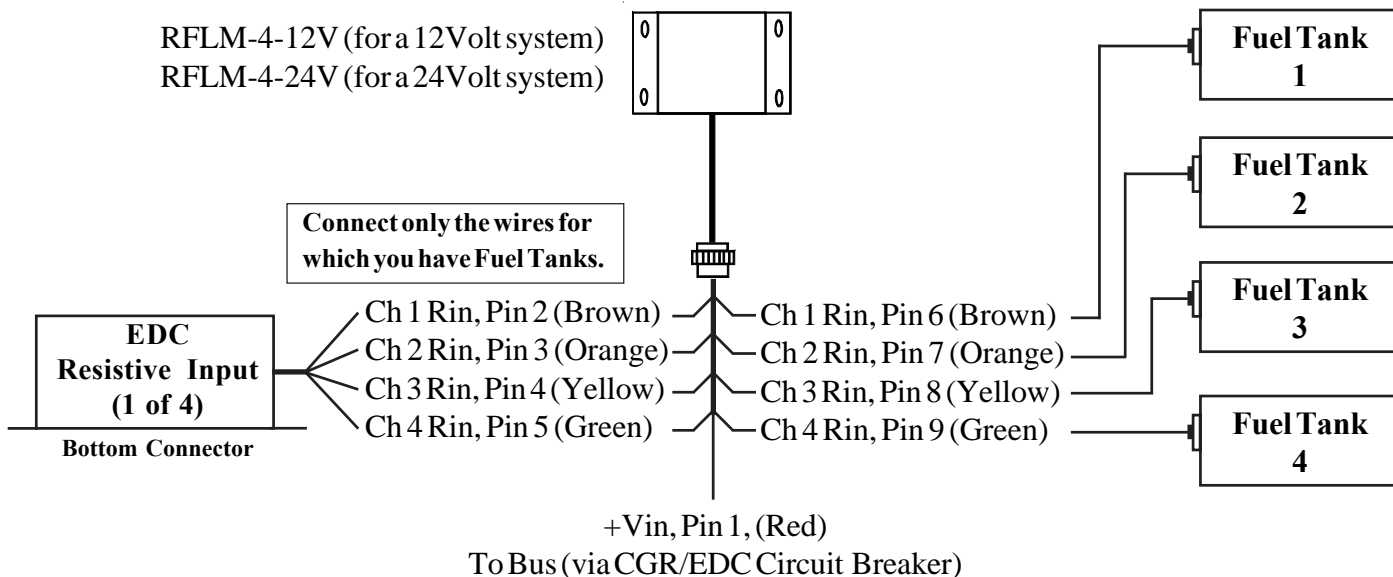 RFLM-4-12V (for a 12Volt system)
RFLM-4-24V (for a 24Volt system)
Fuel Tank
1
Fuel Tank
2
Connect only the wires for
which you have Fuel Tanks.
Fuel Tank
3
EDC
Resistive Input
(1 of 4)
Bottom Connector
Ch 1 Rin, Pin 2 (Brown)
Ch 2 Rin, Pin 3 (Orange)
Ch 3 Rin, Pin 4 (Yellow)
Ch 4 Rin, Pin 5 (Green)
Ch 1 Rin, Pin 6 (Brown)
Ch 2 Rin, Pin 7 (Orange)
Ch 3 Rin, Pin 8 (Yellow)
Ch 4 Rin, Pin 9 (Green)
Fuel Tank
4
+Vin, Pin 1, (Red)
To Bus (via CGR/EDC Circuit Breaker)